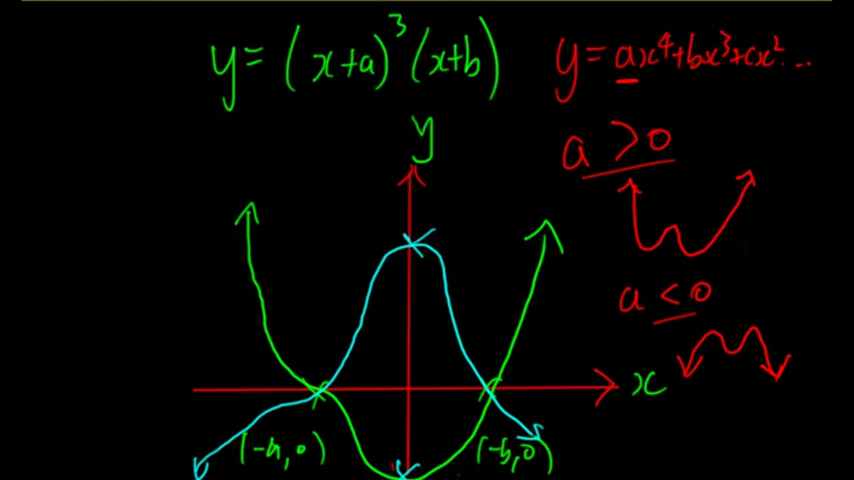 y = (x+a)³(x+b)
y = ax⁴+bx³+cx²...
a > 0
y
a < 0
x
(-a,0)
(-b,0)